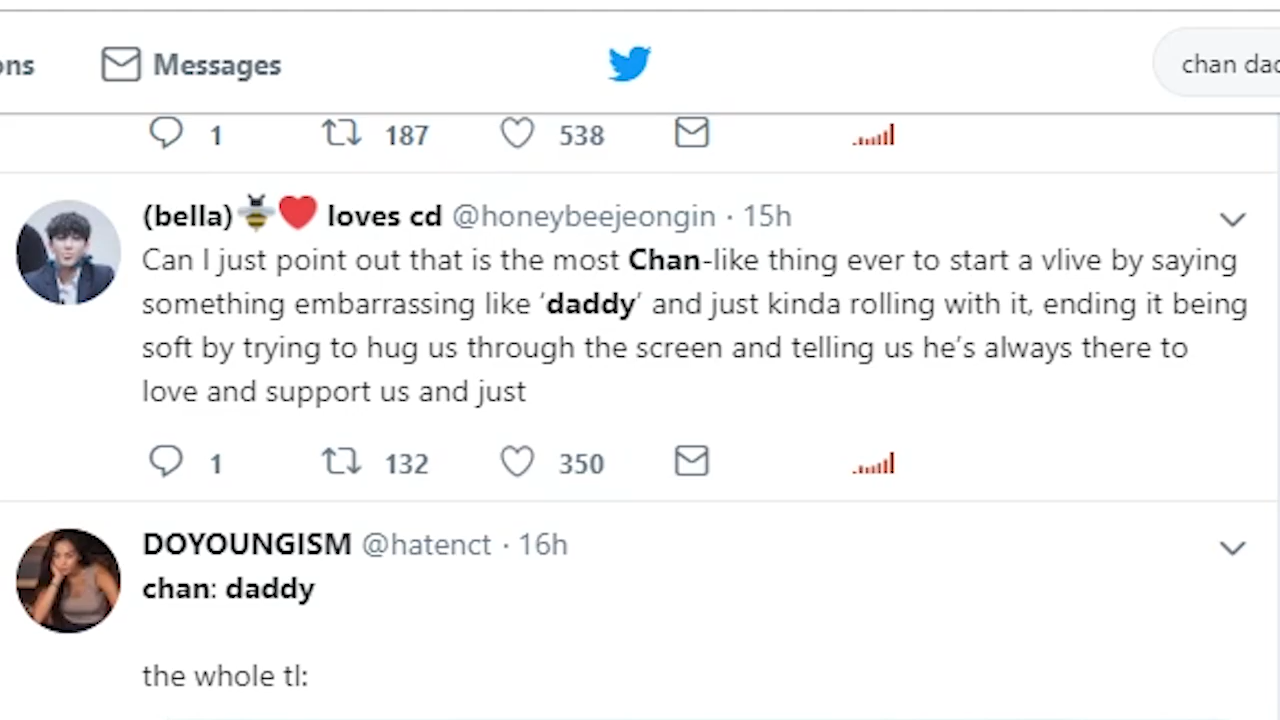 ons Messages chan dad
1 187 538
(bella)🐝❤️ loves cd @honeybeejeongin · 15h
Can I just point out that is the most Chan-like thing ever to start a vlive by saying
something embarrassing like ‘daddy’ and just kinda rolling with it, ending it being
soft by trying to hug us through the screen and telling us he’s always there to
love and support us and just
1 132 350
DOYOUNGISM @hatenct · 16h
chan: daddy
the whole tl: